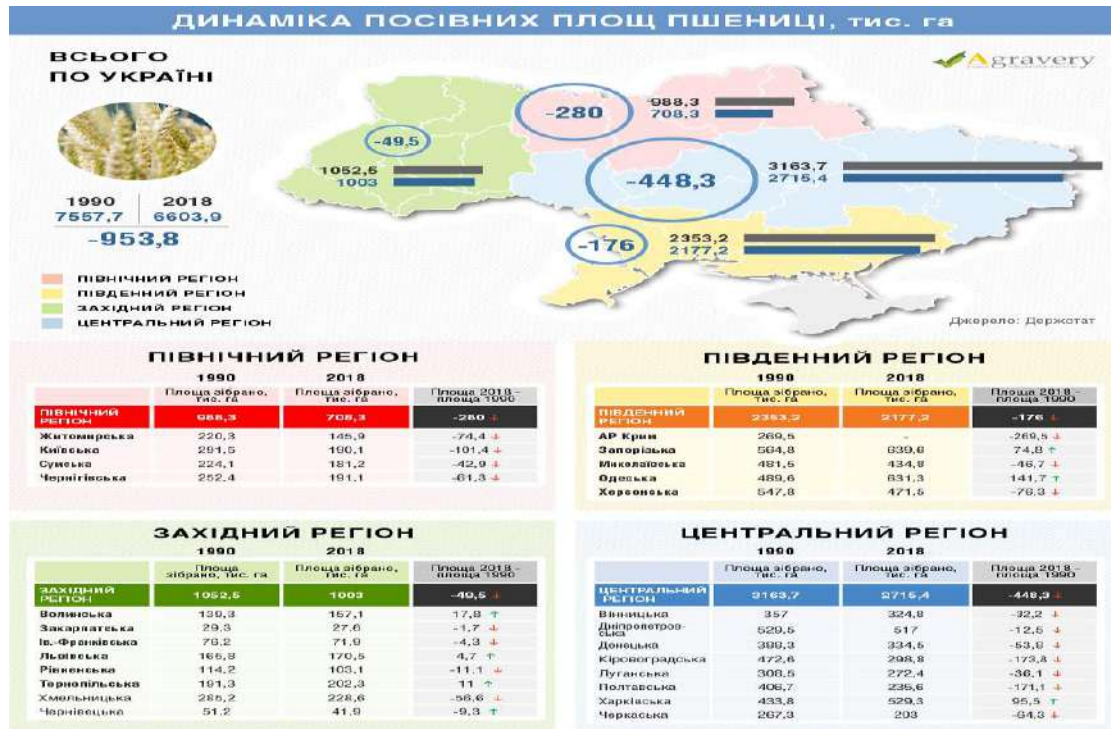 ДИНАМІКА ПОСІВНИХ ПЛОЩ ПШЕНИЦІ, тис. га
ВСЬОГО
ПО УКРАЇНІ
Agravery
1990 2018
7557,7 6603,9
-953,8
-280
988,3
708,3
-49,5
1052,5
1003
-448,3
3163,7
2715,4
-176
2353,2
2177,2
ПІВНІЧНИЙ РЕГІОН
ПІВДЕННИЙ РЕГІОН
ЗАХІДНИЙ РЕГІОН
ЦЕНТРАЛЬНИЙ РЕГІОН
Джерело: Держстат
ПІВНІЧНИЙ РЕГІОН
1990 2018
Площа зібрано, тис. га Площа зібрано, тис. га Площа 2018 – площа 1990
ПІВНІЧНИЙ РЕГІОН 988,3 708,3 -280 ↓
Житомирська 220,3 145,9 -74,4 ↓
Київська 291,5 190,1 -101,4 ↓
Сумська 224,1 181,2 -42,9 ↓
Чернігівська 252,4 191,1 -61,3 ↓
ПІВДЕННИЙ РЕГІОН
1990 2018
Площа зібрано, тис. га Площа зібрано, тис. га Площа 2018 – площа 1990
ПІВДЕННИЙ РЕГІОН 2353,2 2177,2 -176 ↓
АР Крим 269,5 - -269,5 ↓
Запорізька 564,8 639,6 74,8 ↑
Миколаївська 481,5 434,8 -46,7 ↓
Одеська 489,6 631,3 141,7 ↑
Херсонська 547,8 471,5 -76,3 ↓
ЗАХІДНИЙ РЕГІОН
1990 2018
Площа зібрано, тис. га Площа зібрано, тис. га Площа 2018 – площа 1990
ЗАХІДНИЙ РЕГІОН 1052,5 1003 -49,5 ↓
Волинська 139,3 157,1 17,8 ↑
Закарпатська 29,3 27,6 -1,7 ↓
Ів.-Франківська 76,2 71,9 -4,3 ↓
Львівська 165,8 170,5 4,7 ↑
Рівненська 114,2 103,1 -11,1 ↓
Тернопільська 191,3 202,3 11 ↑
Хмельницька 285,2 228,6 -56,6 ↓
Чернівецька 51,2 41,9 -9,3 ↑
ЦЕНТРАЛЬНИЙ РЕГІОН
1990 2018
Площа зібрано, тис. га Площа зібрано, тис. га Площа 2018 – площа 1990
ЦЕНТРАЛЬНИЙ РЕГІОН 3163,7 2715,4 -448,3 ↓
Вінницька 357 324,8 -32,2 ↓
Дніпропетровська 529,5 517 -12,5 ↓
Донецька 388,3 334,5 -53,8 ↓
Кіровоградська 472,6 298,8 -173,8 ↓
Луганська 308,5 272,4 -36,1 ↓
Полтавська 406,7 235,6 -171,1 ↓
Харківська 433,8 529,3 95,5 ↑
Черкаська 267,3 203 -64,3 ↓